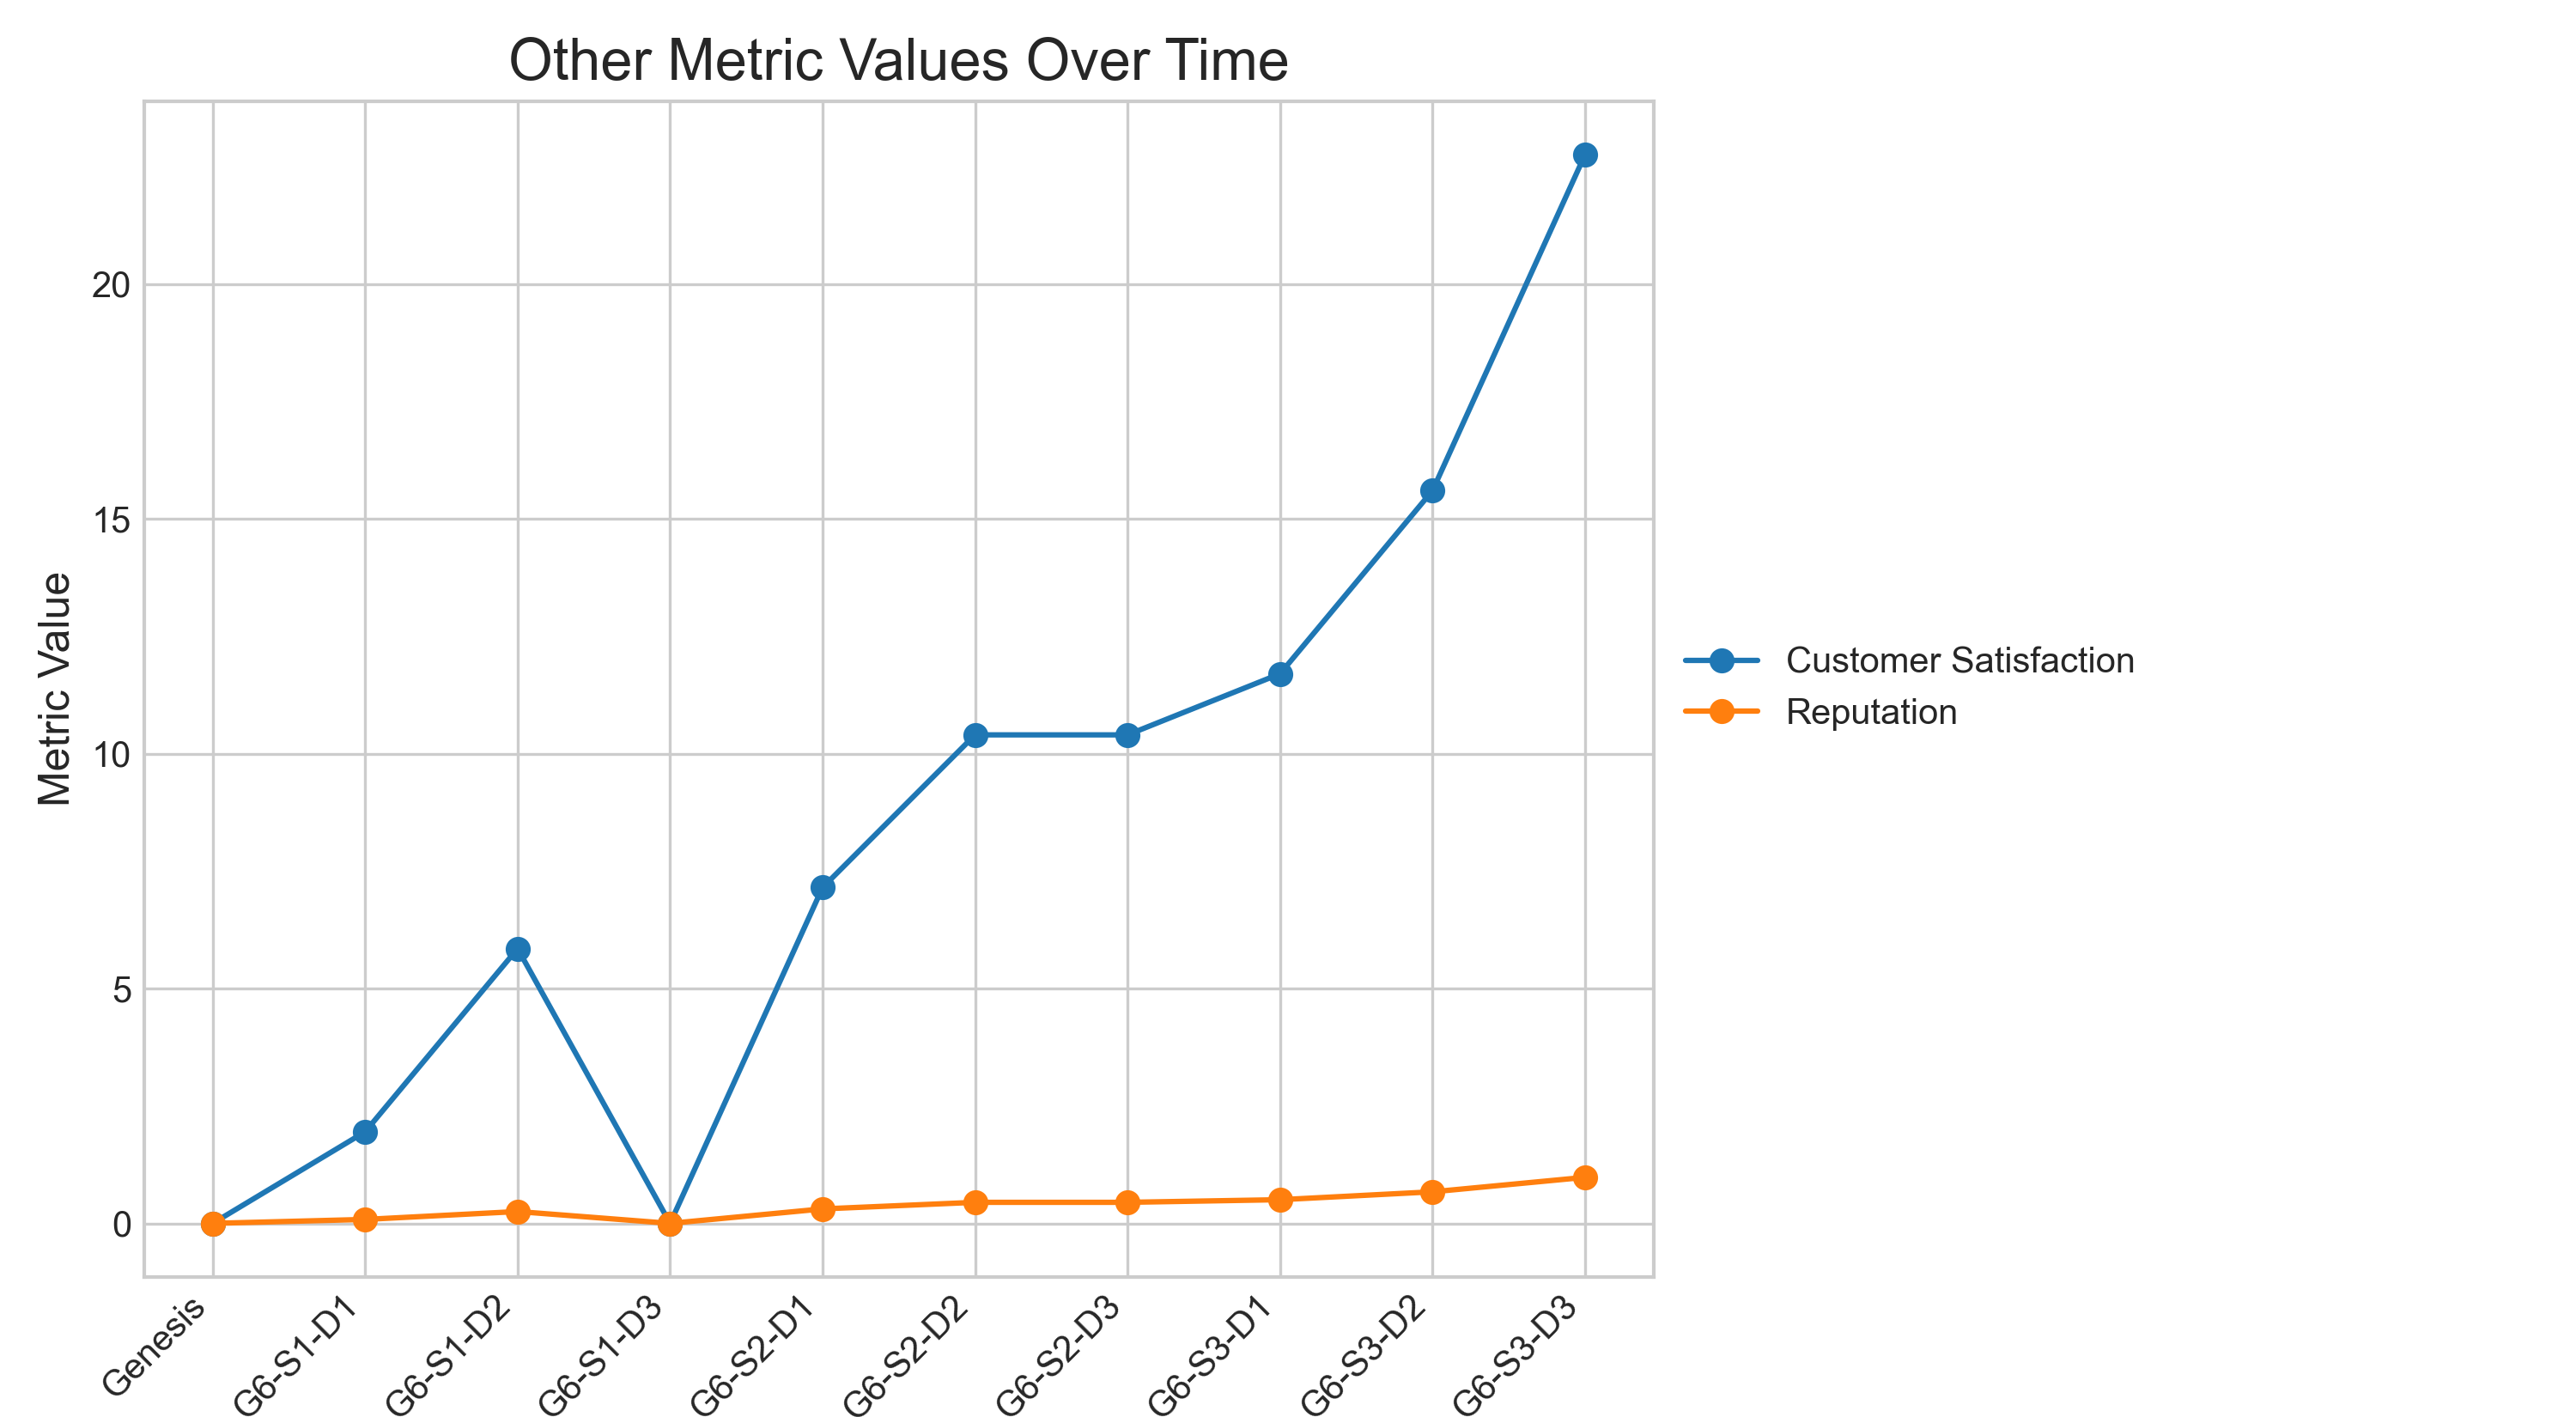 Other Metric Values Over Time
Metric Value
20
15
10
5
0
Genesis
G6-S1-D1
G6-S1-D2
G6-S1-D3
G6-S2-D1
G6-S2-D2
G6-S2-D3
G6-S3-D1
G6-S3-D2
G6-S3-D3
Customer Satisfaction
Reputation